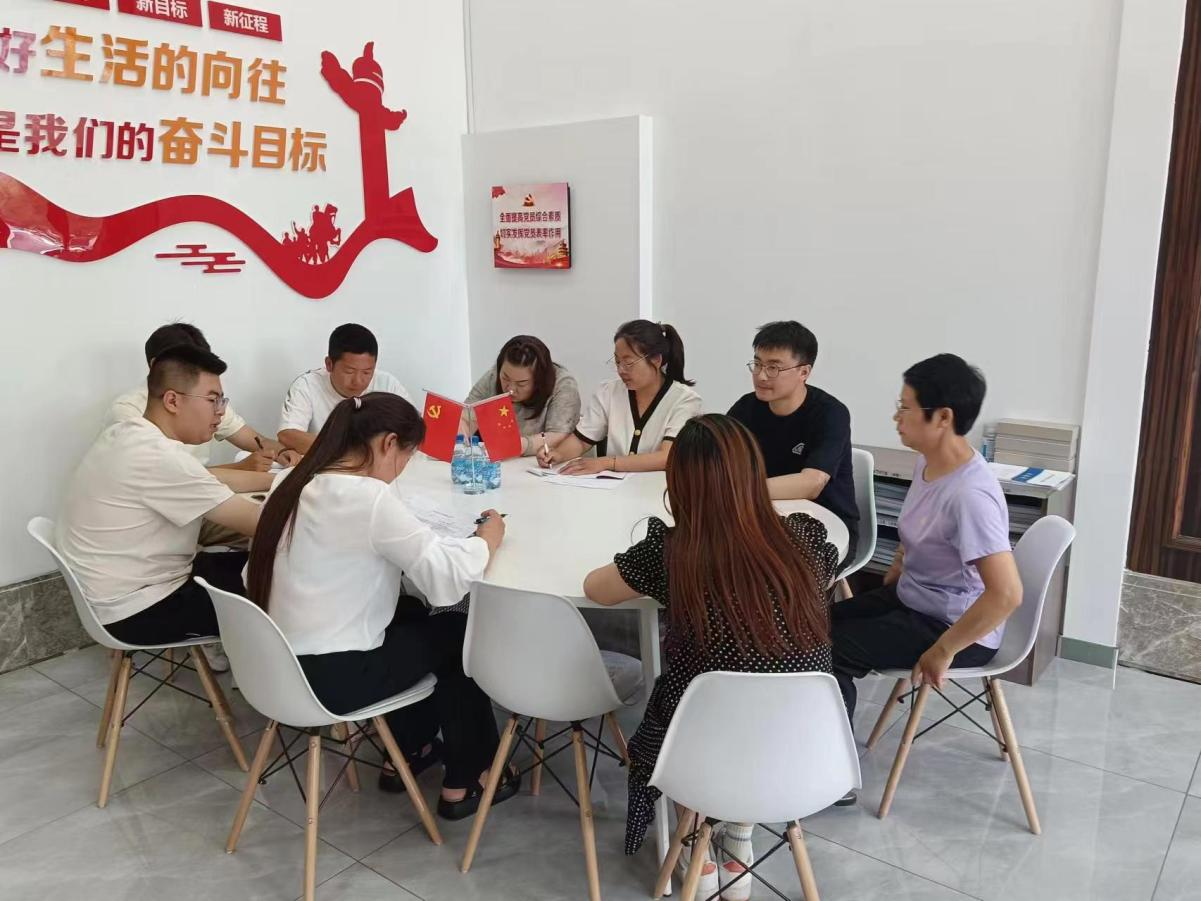 新目标
新征程
好生活的向往
是我们的奋斗目标
全面提高党员综合素质
切实发挥党员表率作用